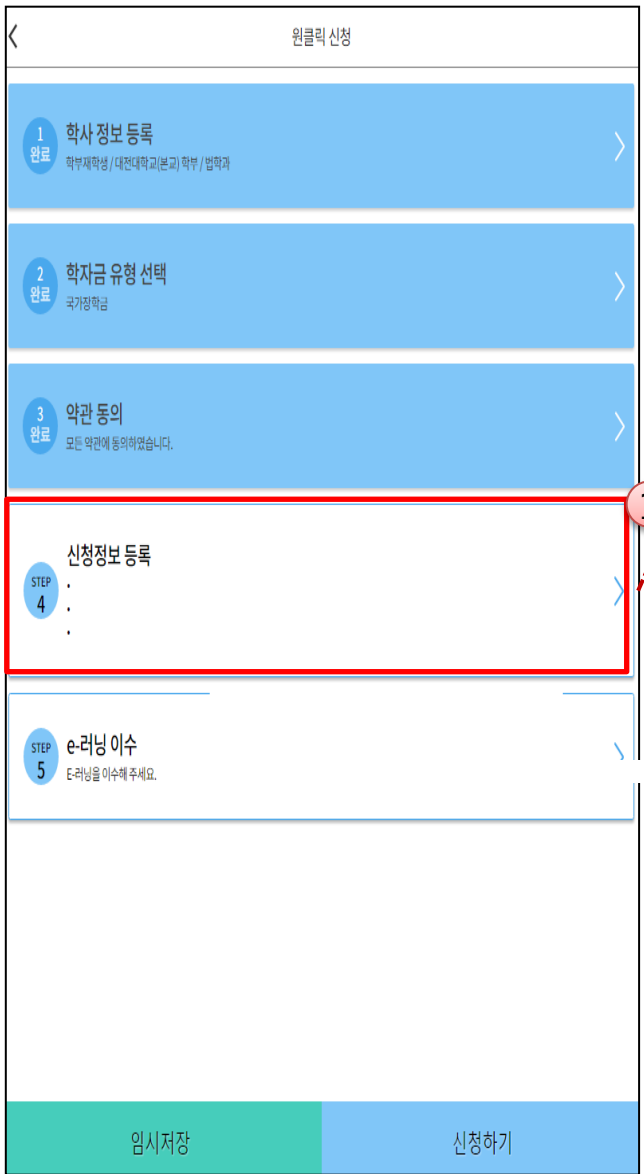 원클릭 신청
1
완료
학사 정보 등록
학부재학생 / 대전대학교(본교) 학부 / 법학과
2
완료
학자금 유형 선택
국가장학금
3
완료
약관 동의
모든 약관에 동의하였습니다.
STEP
4
신청정보 등록
STEP
5
e-러닝 이수
E-러닝을 이수해 주세요.
임시저장
신청하기